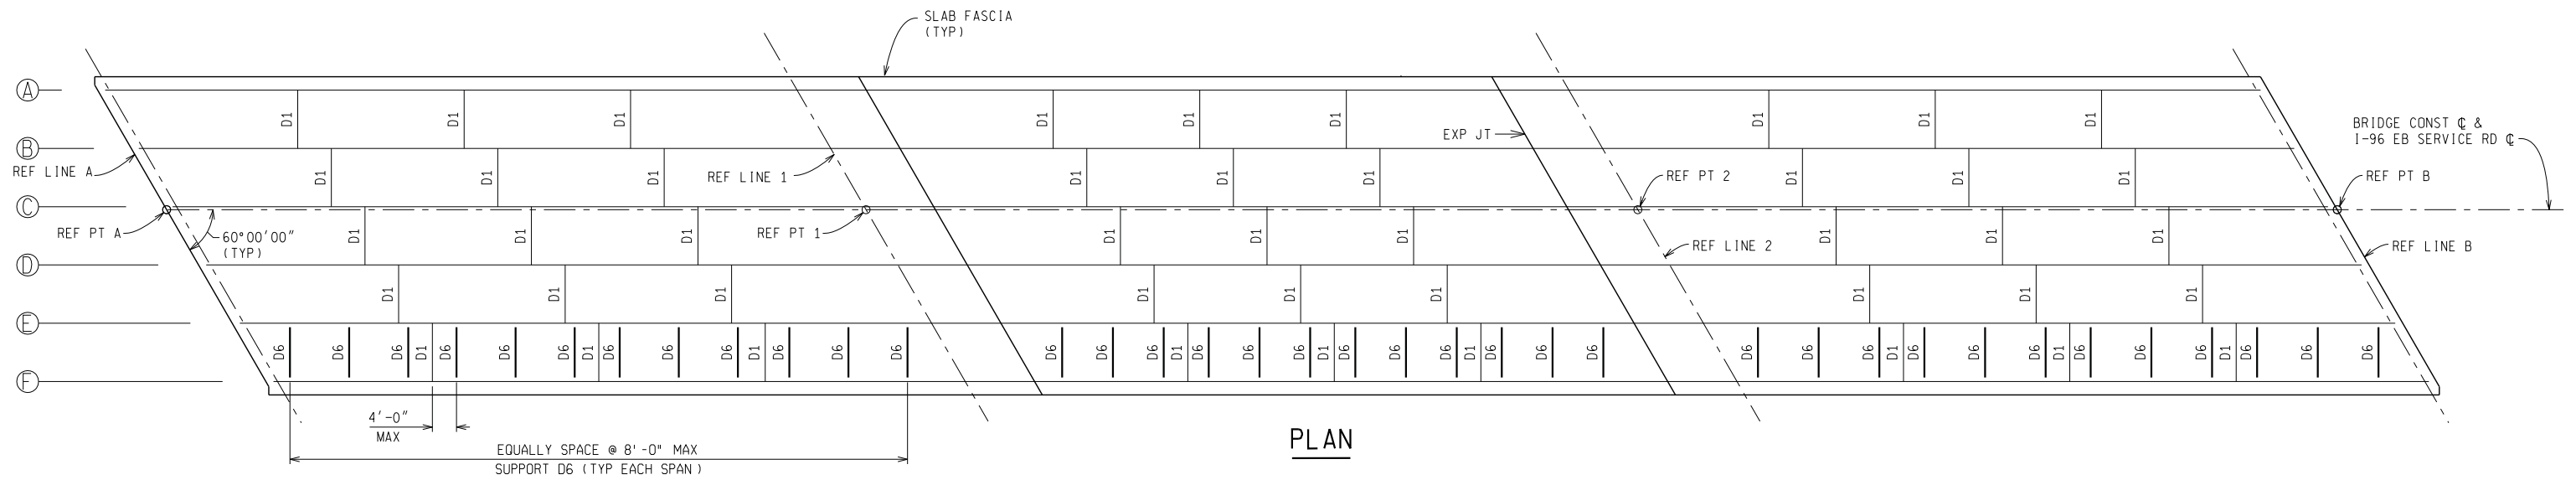 SLAB FASCIA
(TYP)
A
D1 D1 D1 D1 D1 D1 D1 D1 D1
BRIDGE CONST ℄ &
I-96 EB SERVICE RD ℄
EXP JT
B
REF LINE A
D1 D1 D1 D1 D1 D1 D1 D1 D1
REF LINE 1
REF PT 2
REF PT B
C
REF PT A
60°00'00"
(TYP)
D1 D1 D1 D1 D1 D1 D1 D1 D1
REF PT 1
REF LINE 2
REF LINE B
D
D1 D1 D1 D1 D1 D1 D1 D1 D1
E
D6 D6 D6 D1 D6 D6 D6 D1 D6 D6 D6 D1 D6 D6 D6 D6 D6 D6 D1 D6 D6 D6 D1 D6 D6 D6 D1 D6 D6 D6 D6 D6 D6 D1 D6 D6 D6 D1 D6 D6 D6 D1 D6 D6 D6
F
4'-0"
MAX
EQUALLY SPACE @ 8'-0" MAX
SUPPORT D6 (TYP EACH SPAN)
PLAN